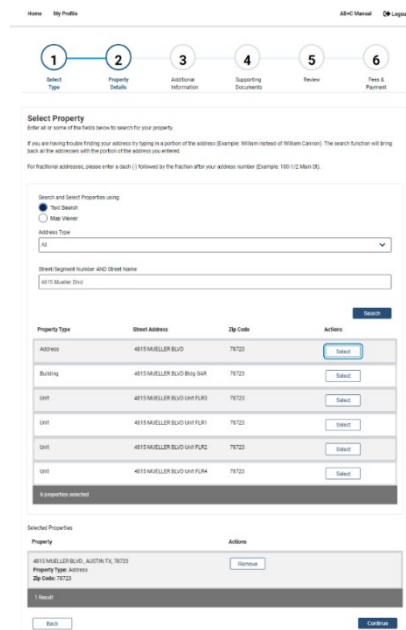 Home My Profile AB+C Manual Logout
1 2 3 4 5 6
Select Type Property Details Additional Information Supporting Documents Review Fees & Payment
Select Property
Enter all or some of the fields below to search for your property.
If you are having trouble finding your address try typing in a portion of the address (Example: William instead of William Cannon). The search function will bring
back all the addresses with the portion of the address you entered.
For fractional addresses, please enter a dash (-) followed by the fraction after your address number (Example: 100-1/2 Main St).
Search and Select Properties using:
Text Search
Map Viewer
Address Type
All
Street/Segment Number AND Street Name
4815 Mueller Blvd
Search
Property Type Street Address Zip Code Actions
Address 4815 MUELLER BLVD 78723 Select
Building 4815 MUELLER BLVD Bldg GAR 78723 Select
Unit 4815 MUELLER BLVD Unit FLR3 78723 Select
Unit 4815 MUELLER BLVD Unit FLR1 78723 Select
Unit 4815 MUELLER BLVD Unit FLR2 78723 Select
Unit 4815 MUELLER BLVD Unit FLR4 78723 Select
6 properties selected
Selected Properties
Property Actions
4815 MUELLER BLVD, AUSTIN TX, 78723 Remove
Property Type: Address
Zip Code: 78723
1 Result
Back Continue